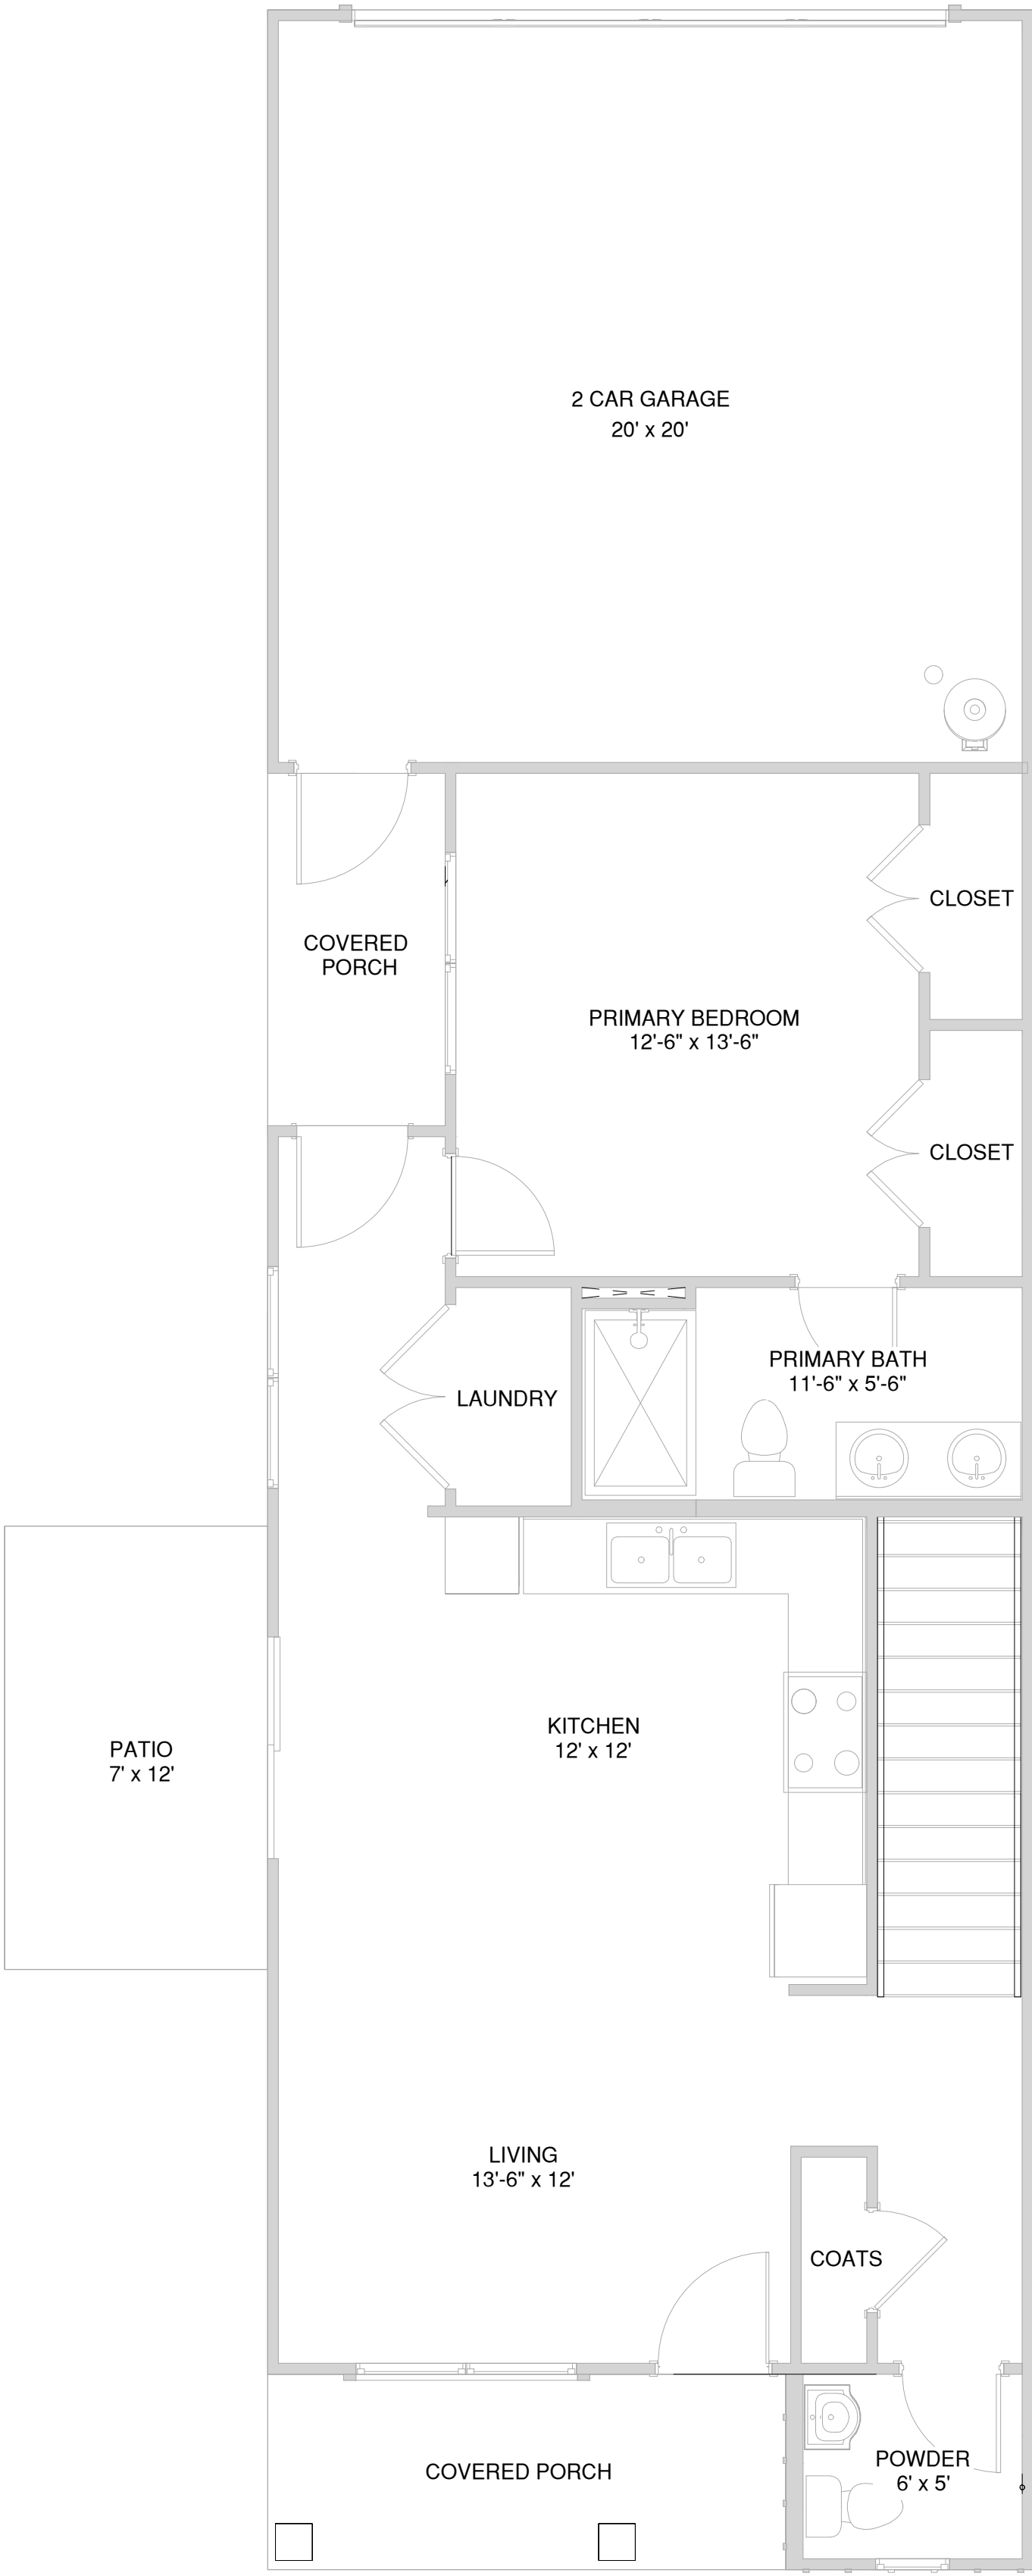 2 CAR GARAGE
20' x 20'
CLOSET
COVERED
PORCH
PRIMARY BEDROOM
12'-6" x 13'-6"
CLOSET
PRIMARY BATH
11'-6" x 5'-6"
LAUNDRY
KITCHEN
12' x 12'
PATIO
7' x 12'
LIVING
13'-6" x 12'
COATS
POWDER
6' x 5'
COVERED PORCH